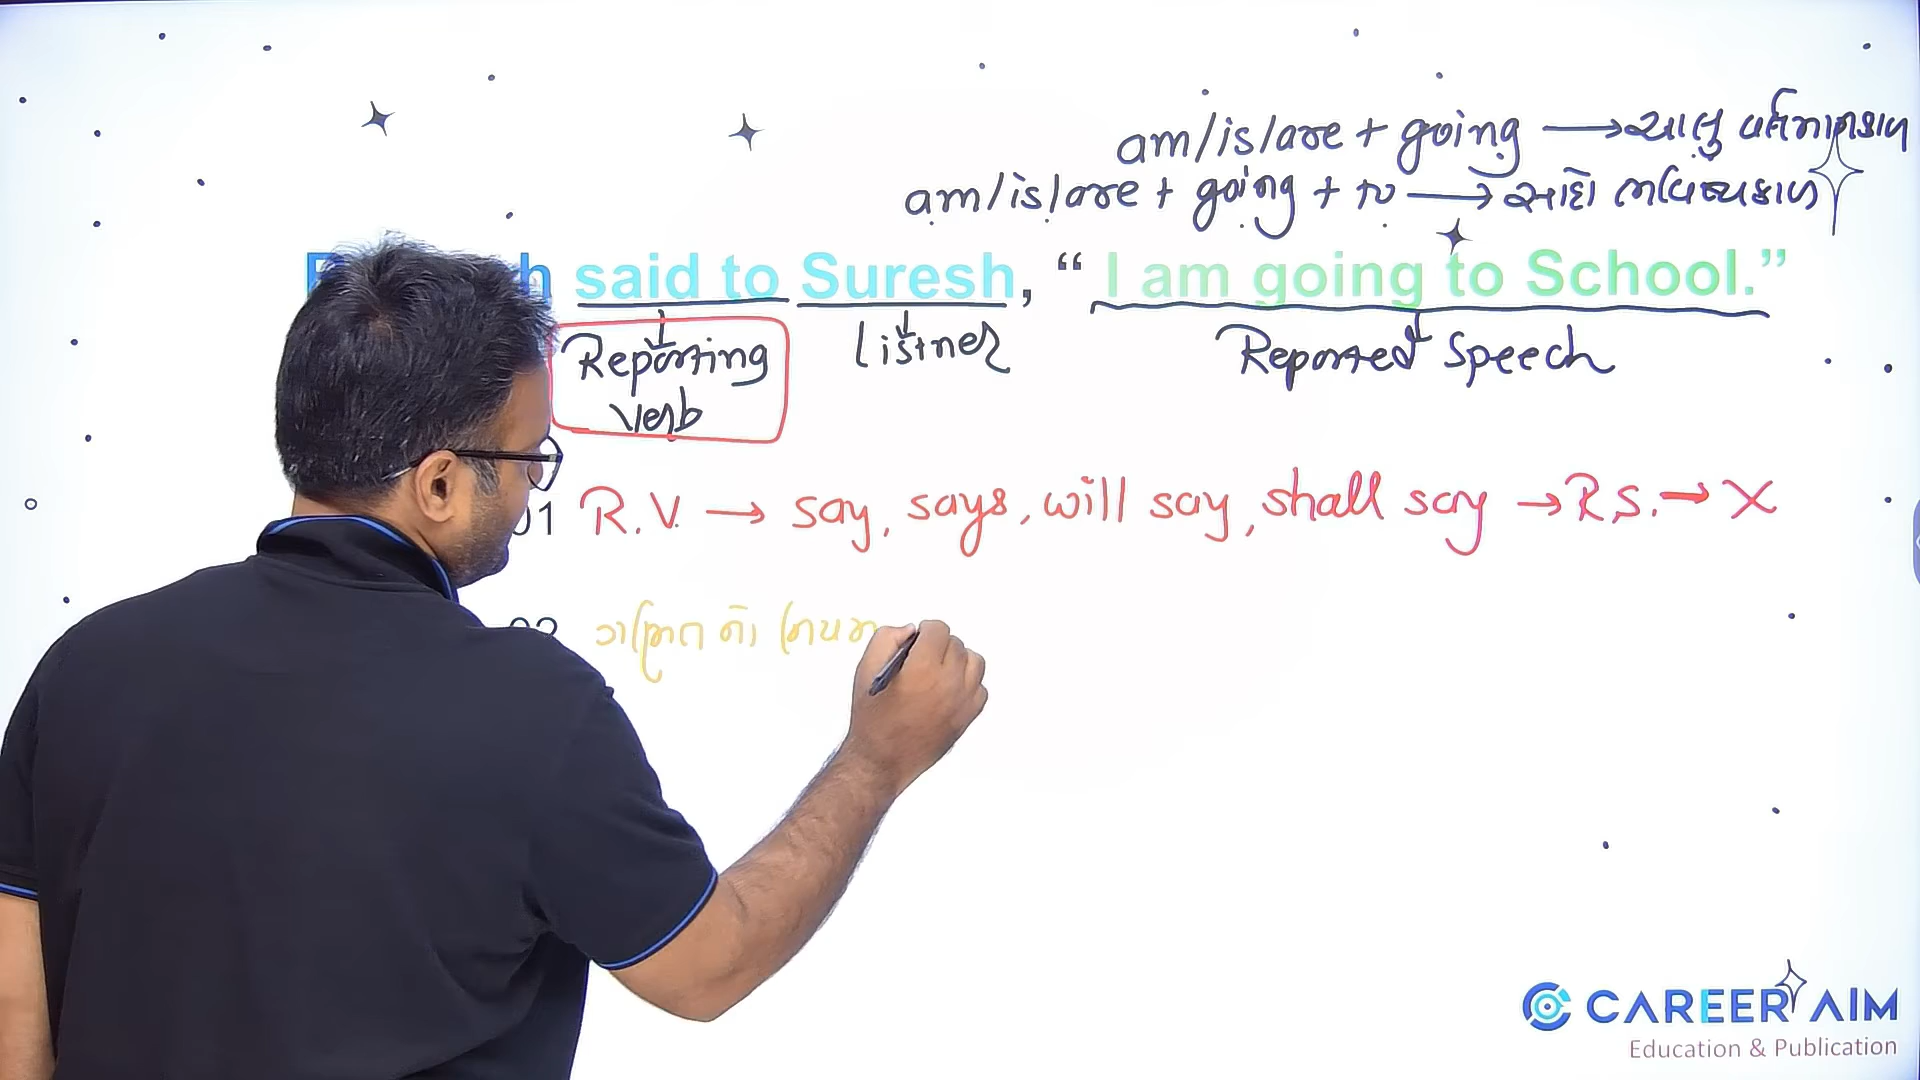 am/is/are + going → ચાલુ વર્તમાનકાળ
am/is/are + going + to → સાદો ભવિષ્યકાળ
said to Suresh, “ I am going to School.”
Reporting verb
Listner
Reported Speech
01 R.V. → say, says, will say, shall say → R.S. → X
02 ગણિત નો નિયમ
CAREER AIM
Education & Publication